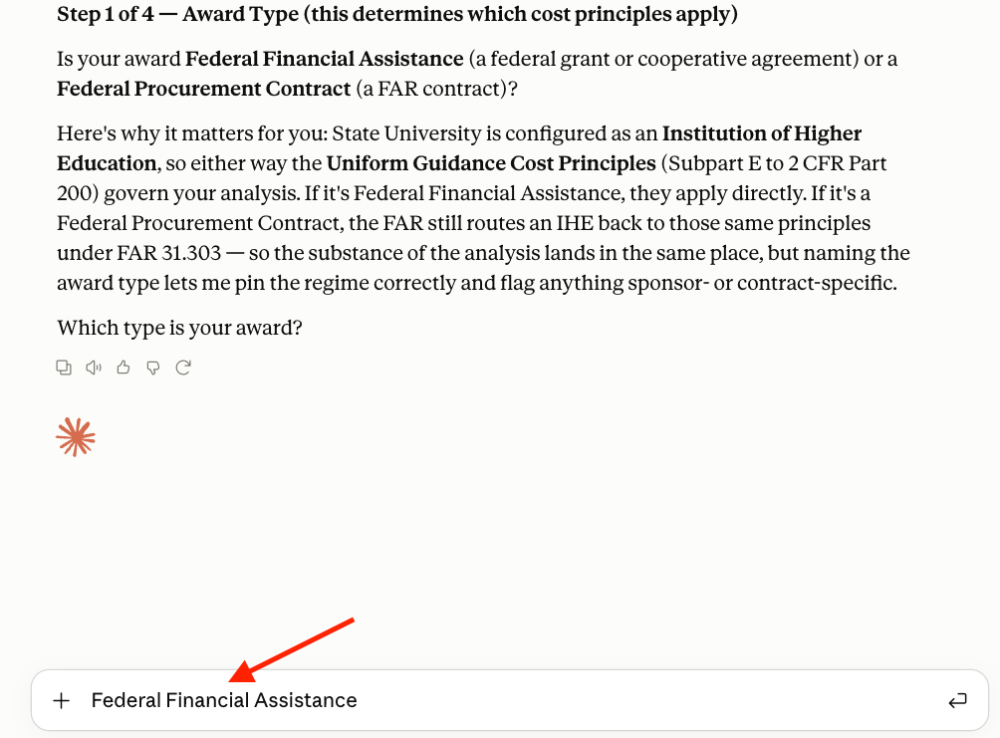 Step 1 of 4 — Award Type (this determines which cost principles apply)
Is your award Federal Financial Assistance (a federal grant or cooperative agreement) or a
Federal Procurement Contract (a FAR contract)?
Here's why it matters for you: State University is configured as an Institution of Higher
Education, so either way the Uniform Guidance Cost Principles (Subpart E to 2 CFR Part
200) govern your analysis. If it's Federal Financial Assistance, they apply directly. If it's a
Federal Procurement Contract, the FAR still routes an IHE back to those same principles
under FAR 31.303 — so the substance of the analysis lands in the same place, but naming the
award type lets me pin the regime correctly and flag anything sponsor- or contract-specific.
Which type is your award?
Federal Financial Assistance